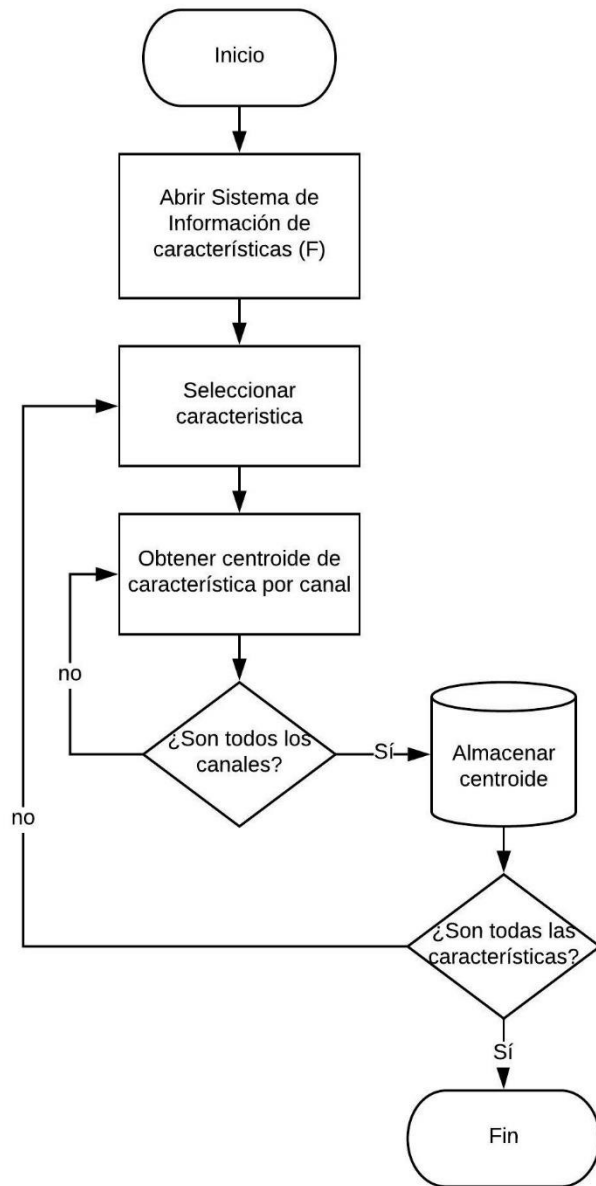 Inicio
Abrir Sistema de
Información de
características (F)
Seleccionar
caracteristica
Obtener centroide de
característica por canal
no
¿Son todos los
canales?
Sí
Almacenar
centroide
no
¿Son todas las
características?
Sí
Fin